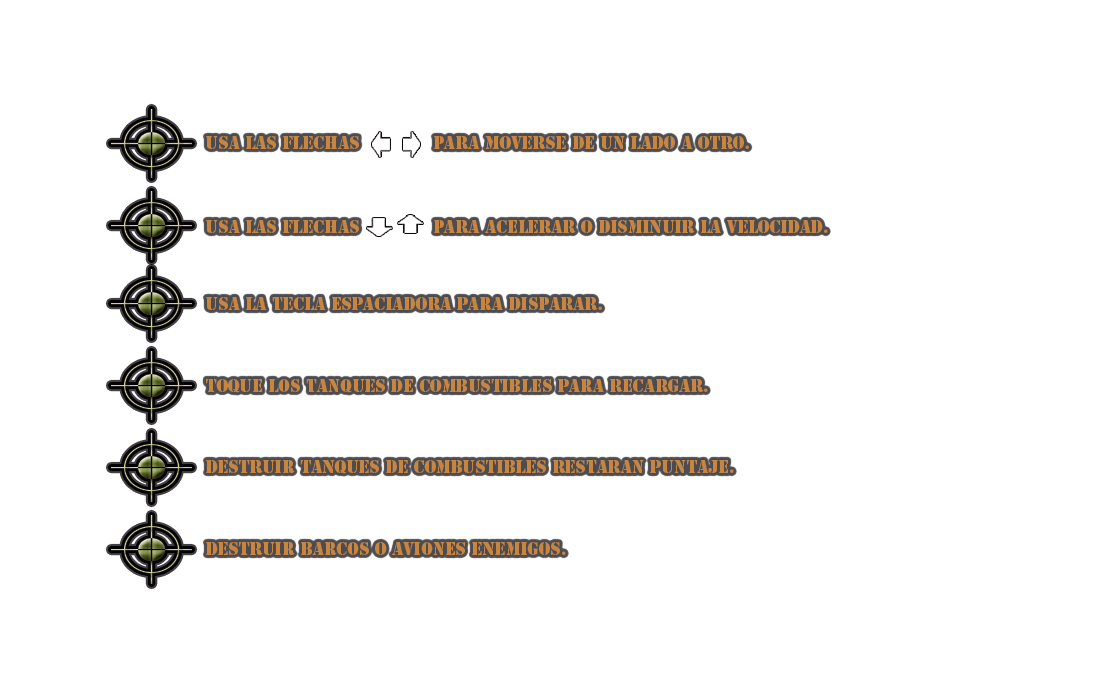 USA LAS FLECHAS PARA MOVERSE DE UN LADO A OTRO.
USA LAS FLECHAS PARA ACELERAR O DISMINUIR LA VELOCIDAD.
USA LA TECLA ESPACIADORA PARA DISPARAR.
TOQUE LOS TANQUES DE COMBUSTIBLES PARA RECARGAR.
DESTRUIR TANQUES DE COMBUSTIBLES RESTARAN PUNTAJE.
DESTRUIR BARCOS O AVIONES ENEMIGOS.